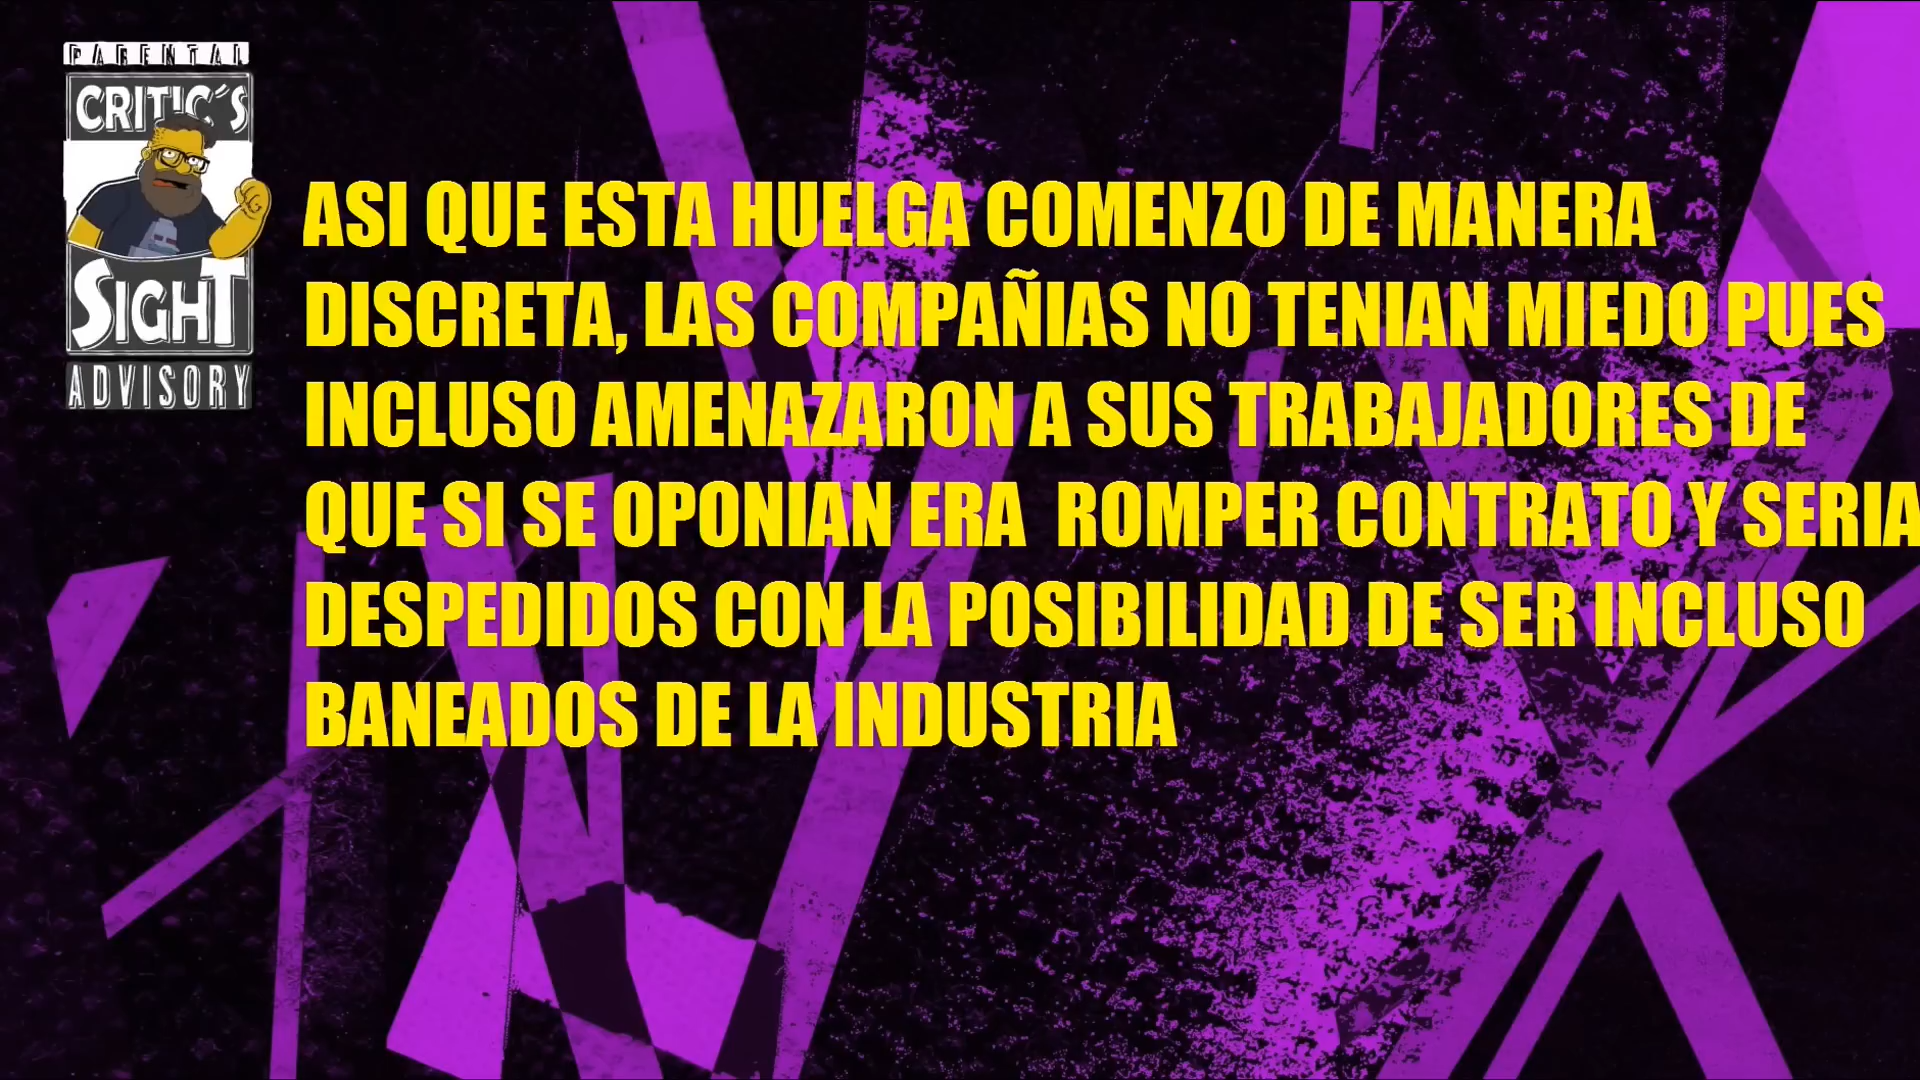 PARENTAL
CRITIC´S
SIGHT
ADVISORY
ASI QUE ESTA HUELGA COMENZO DE MANERA
DISCRETA, LAS COMPAÑIAS NO TENIAN MIEDO PUES
INCLUSO AMENAZARON A SUS TRABAJADORES DE
QUE SI SE OPONIAN ERA  ROMPER CONTRATO Y SERIA
DESPEDIDOS CON LA POSIBILIDAD DE SER INCLUSO
BANEADOS DE LA INDUSTRIA